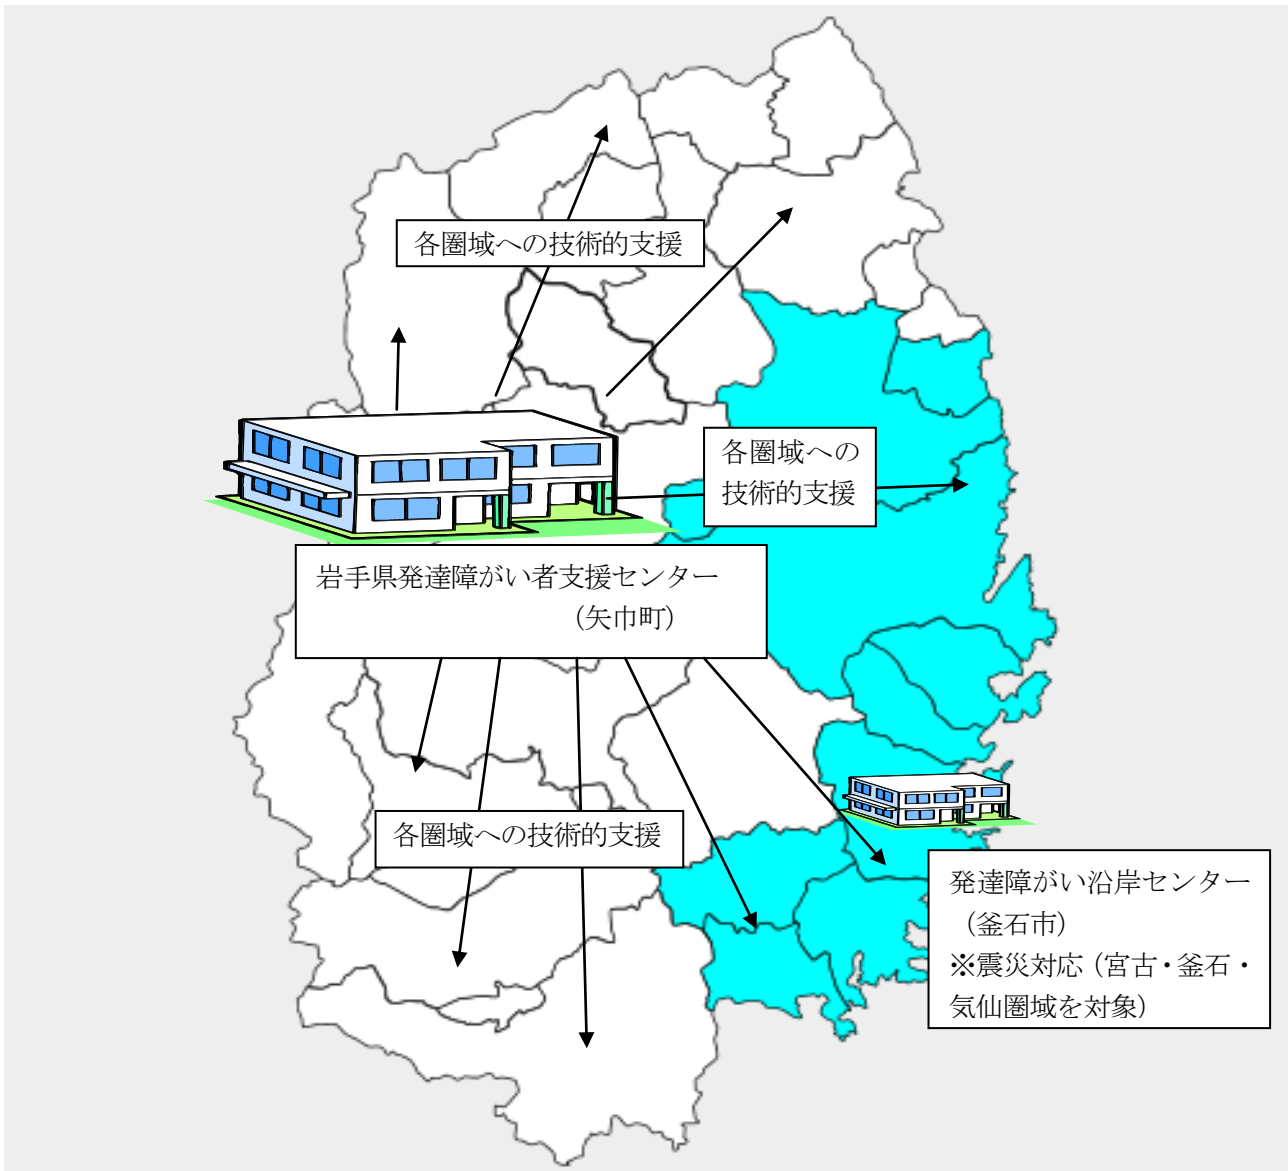 各圏域への技術的支援
各圏域への
技術的支援
岩手県発達障がい者支援センター
(矢巾町)
各圏域への技術的支援
発達障がい沿岸センター
(釜石市)
※震災対応(宮古・釜石・
気仙圏域を対象)